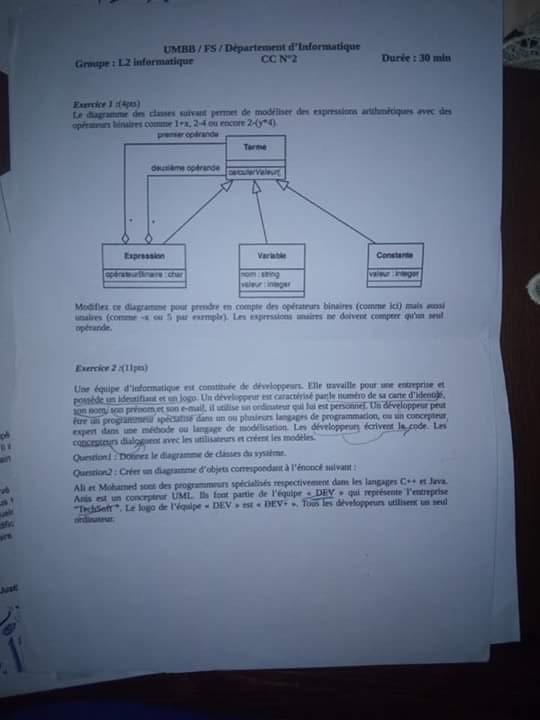 UMBB / FS / Département d'Informatique
Groupe : L2 informatique CC N°2 Durée : 30 min
Exercice 1 :(4pts)
Le diagramme des classes suivant permet de modéliser des expressions arithmétiques avec des
opérateurs binaires comme 1+x, 2-4 ou encore 2-(y*4).
premier opérande
Terme
deuxième opérande
calculerValeur(
* *
Expression
opérateurBinaire : char
Variable
nom : string
valeur : integer
Constante
valeur : integer
Modifiez ce diagramme pour prendre en compte des opérateurs binaires (comme ici) mais aussi
unaires (comme -x ou 5 par exemple). Les expressions unaires ne doivent compter qu'un seul
opérande.
Exercice 2 :(11pts)
Une équipe d'informatique est constituée de développeurs. Elle travaille pour une entreprise et
possède un identifiant et un logo. Un développeur est caractérisé par le numéro de sa carte d'identité,
son nom, son prénom et son e-mail, il utilise un ordinateur qui lui est personnel. Un développeur peut
être un programmeur spécialisé dans un ou plusieurs langages de programmation, ou un concepteur
expert dans une méthode ou langage de modélisation. Les développeurs écrivent le code. Les
concepteurs dialoguent avec les utilisateurs et créent les modèles.
Question1 : Donnez le diagramme de classes du système.
Question2 : Créer un diagramme d'objets correspondant à l'énoncé suivant :
Ali et Mohamed sont des programmeurs spécialisés respectivement dans les langages C++ et Java.
Anis est un concepteur UML. Ils font partie de l'équipe « DEV » qui représente l'entreprise
"TechSoft". Le logo de l'équipe « DEV » est « DEV+ ». Tous les développeurs utilisent un seul
ordinateur.